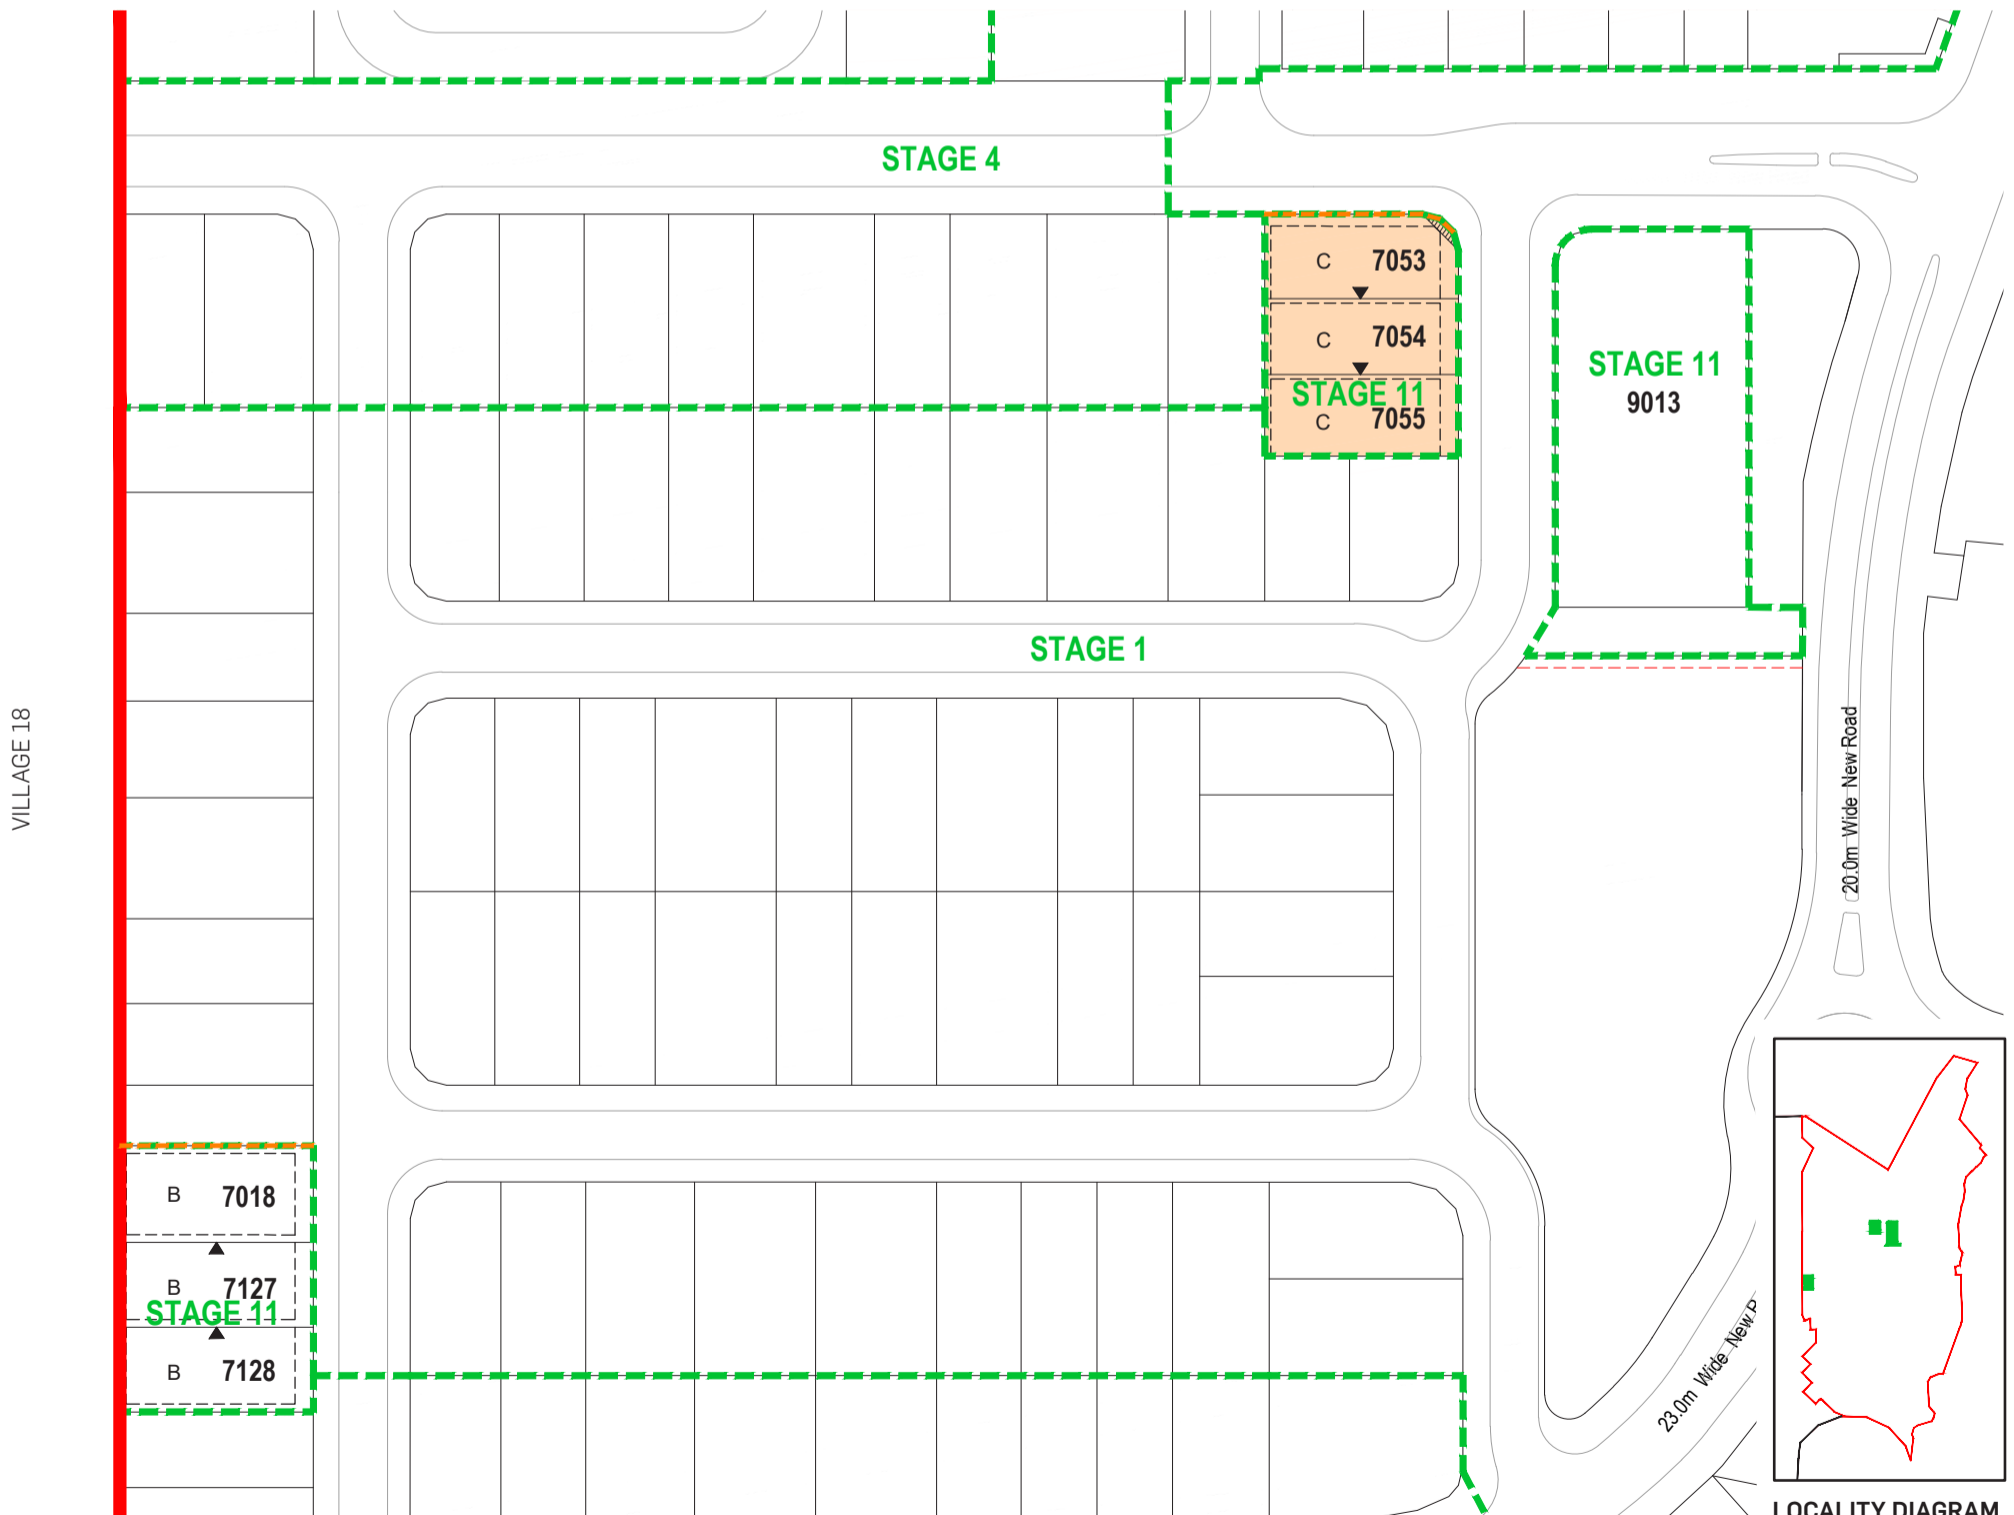 STAGE 4
C 7053
C 7054
STAGE 11
C 7055
STAGE 11
9013
STAGE 1
VILLAGE 18
20.0m Wide New Road
B 7018
B 7127
STAGE 11
B 7128
23.0m Wide New
LOCALITY DIAGRAM